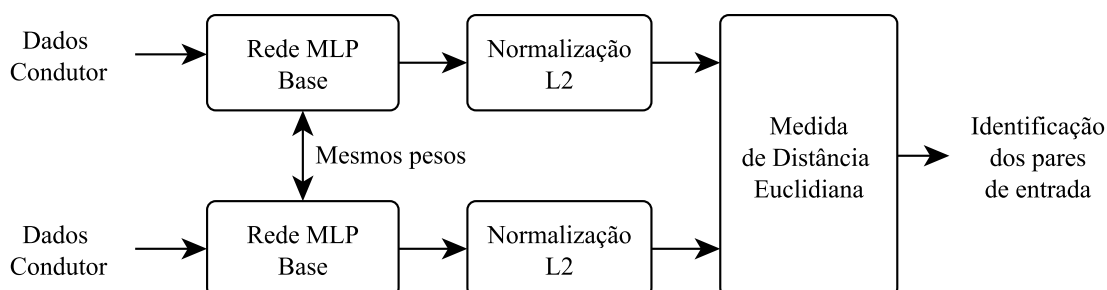 Dados
Condutor
Rede MLP
Base
Normalização
L2
Mesmos pesos
Medida
de Distância
Euclidiana
Identificação
dos pares
de entrada
Dados
Condutor
Rede MLP
Base
Normalização
L2